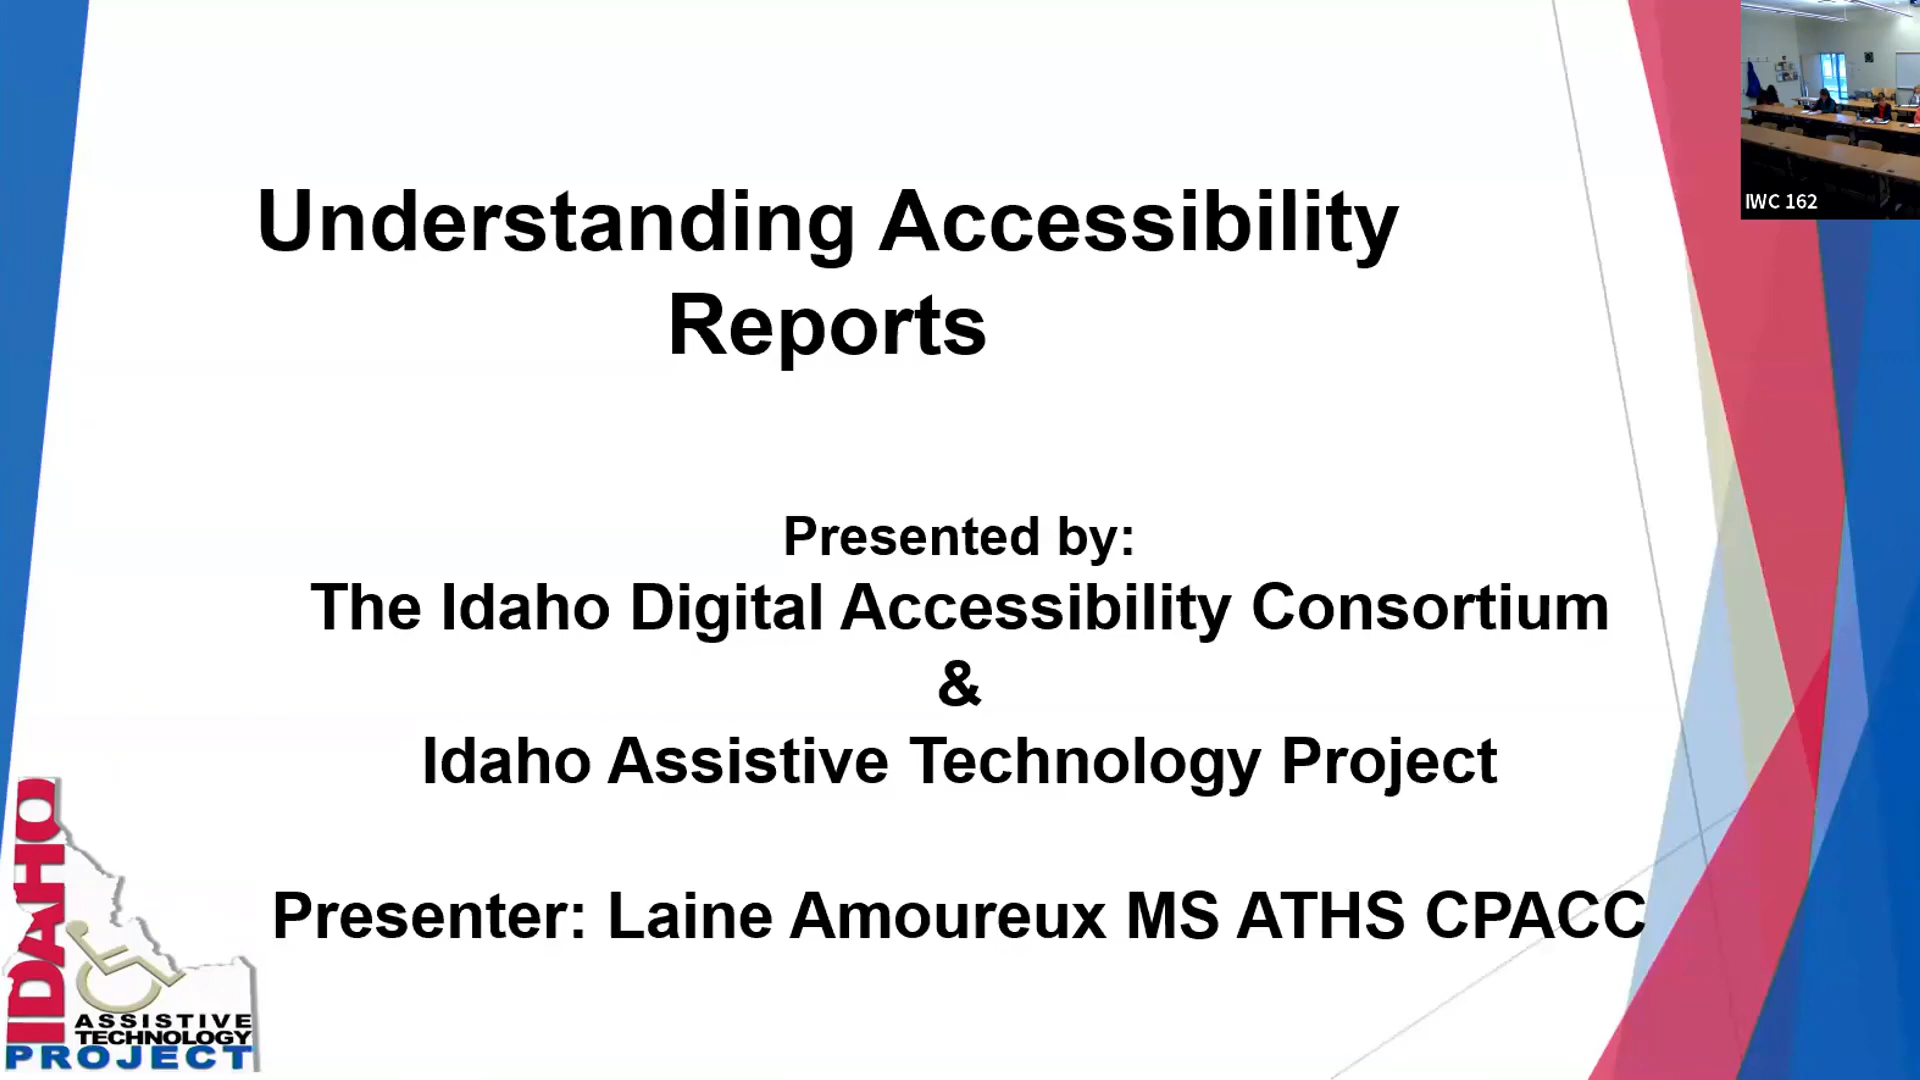 Understanding Accessibility
Reports
Presented by:
The Idaho Digital Accessibility Consortium
&
Idaho Assistive Technology Project
Presenter: Laine Amoureux MS ATHS CPACC
IDAHO
ASSISTIVE
TECHNOLOGY
PROJECT
IWC 162